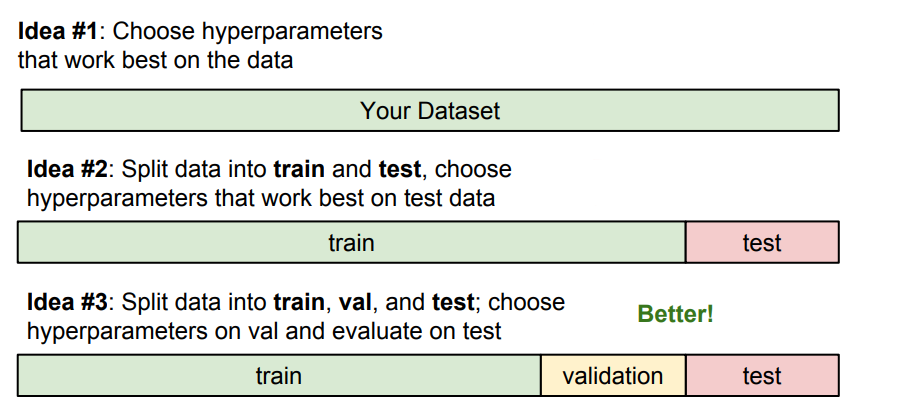 Idea #1: Choose hyperparameters
that work best on the data
Your Dataset
Idea #2: Split data into train and test, choose
hyperparameters that work best on test data
train test
Idea #3: Split data into train, val, and test; choose
hyperparameters on val and evaluate on test
Better!
train validation test